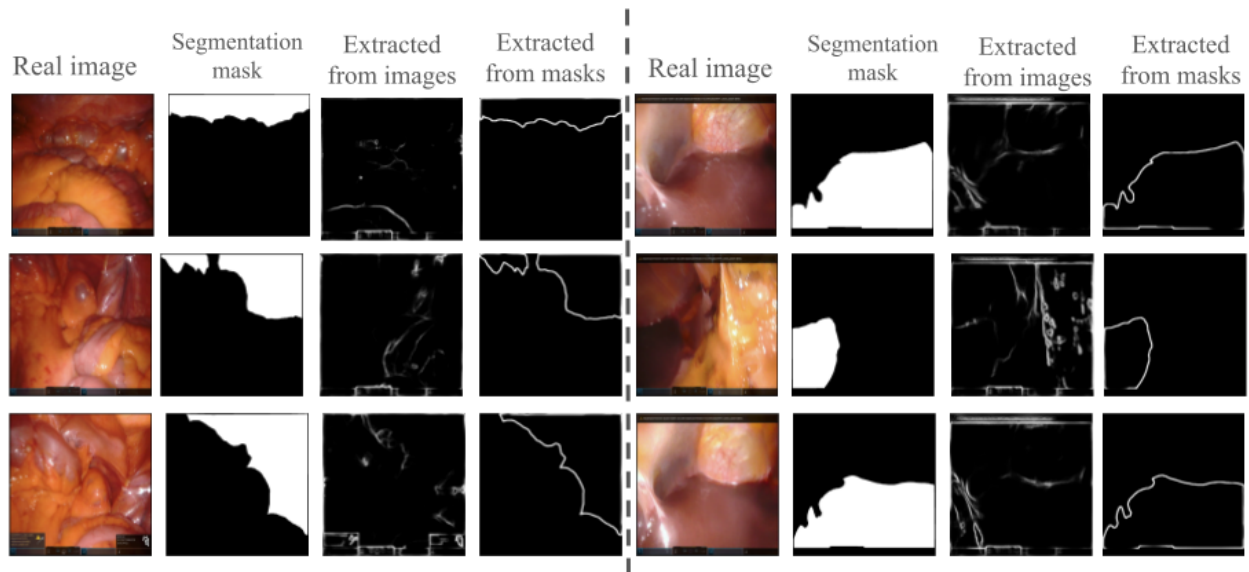 Real image
Segmentation
mask
Extracted
from images
Extracted
from masks
Real image
Segmentation
mask
Extracted
from images
Extracted
from masks